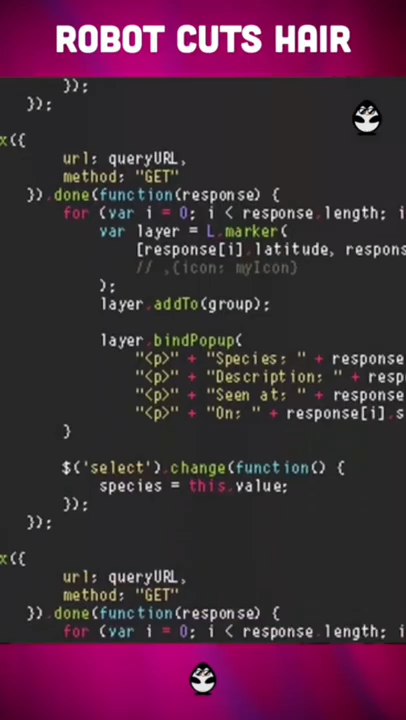 ROBOT CUTS HAIR
});
});
x({
url: queryURL,
method: "GET"
}).done(function(response) {
for (var i = 0; i < response.length; i
var layer = L.marker(
[response[i].latitude, respons
// ,{icon: myIcon}
);
layer.addTo(group);
layer.bindPopup(
"<p>" + "Species: " + response
"<p>" + "Description: " + resp
"<p>" + "Seen at: " + response
"<p>" + "On: " + response[i].s
}
$('select').change(function() {
species = this.value;
});
});
x({
url: queryURL,
method: "GET"
}).done(function(response) {
for (var i = 0; i < response.length; i